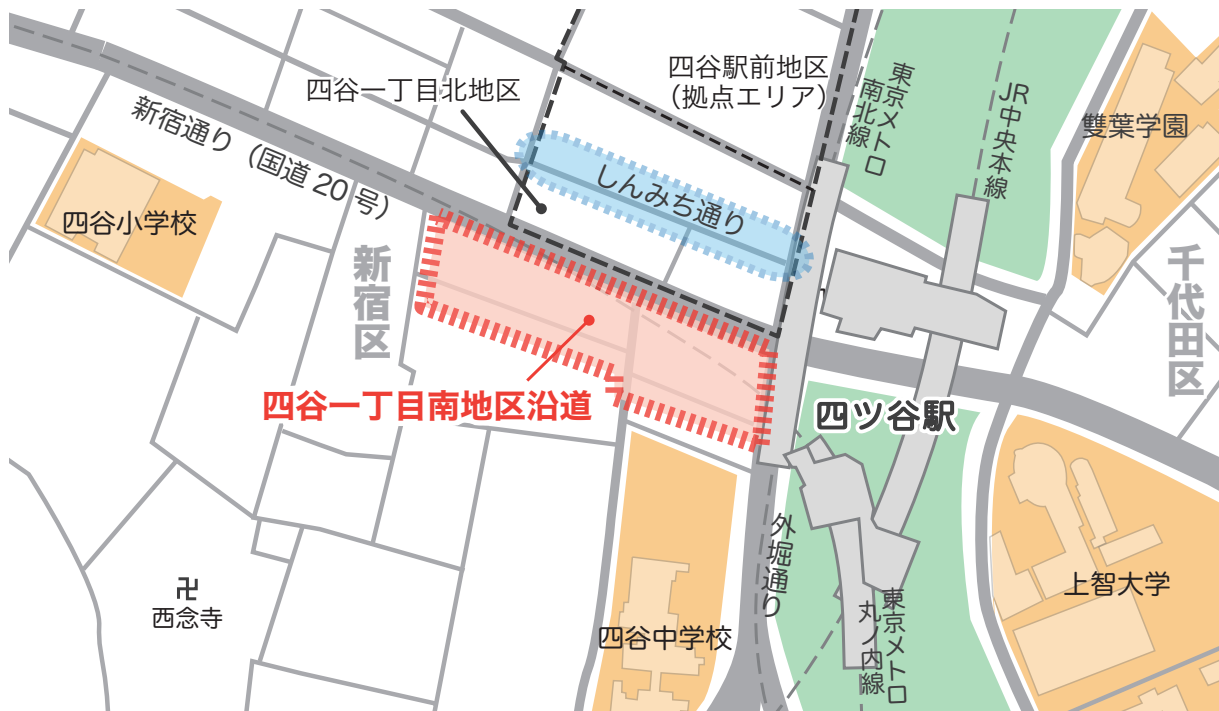 四谷駅前地区
（拠点エリア）
四谷一丁目北地区
東京メトロ
南北線
JR中央本線
雙葉学園
新宿通り（国道20号）
しんみち通り
四谷小学校
新宿区
千代田区
四谷一丁目南地区沿道
四ツ谷駅
外堀通り
上智大学
卍
西念寺
四谷中学校
東京メトロ
丸ノ内線